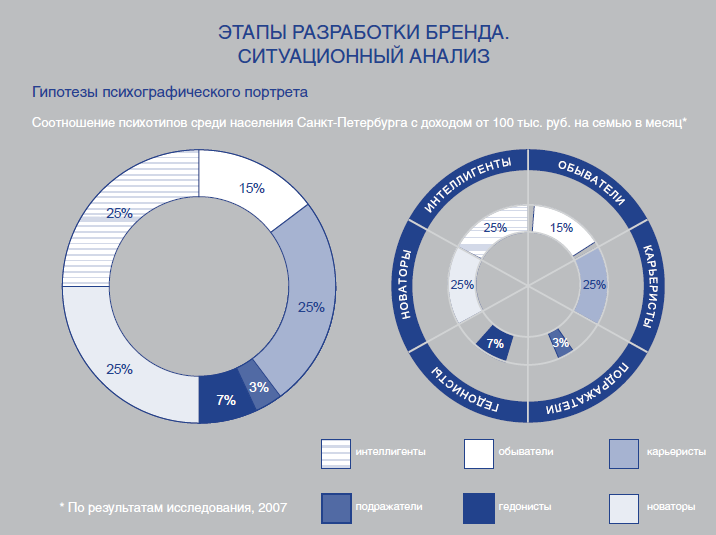 ЭТАПЫ РАЗРАБОТКИ БРЕНДА.
СИТУАЦИОННЫЙ АНАЛИЗ
Гипотезы психографического портрета
Соотношение психотипов среди населения Санкт-Петербурга с доходом от 100 тыс. руб. на семью в месяц*
25%
15%
25%
3%
7%
25%
ИНТЕЛЛИГЕНТЫ
ОБЫВАТЕЛИ
КАРЬЕРИСТЫ
ПОДРАЖАТЕЛИ
ГЕДОНИСТЫ
НОВАТОРЫ
25%
15%
25%
3%
7%
25%
интеллигенты
обыватели
карьеристы
подражатели
гедонисты
новаторы
* По результатам исследования, 2007